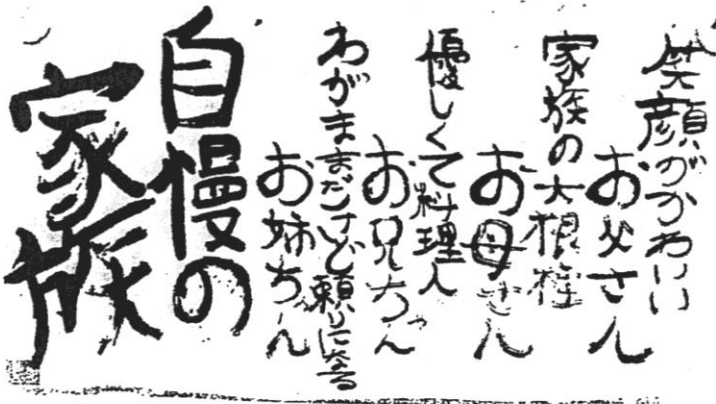 笑顔がかわいい
お父さん
家族の大根柱
お母さん
優しくて料理人
お兄ちゃん
わがままだけど頼りになる
お姉ちゃん
自慢の
家族